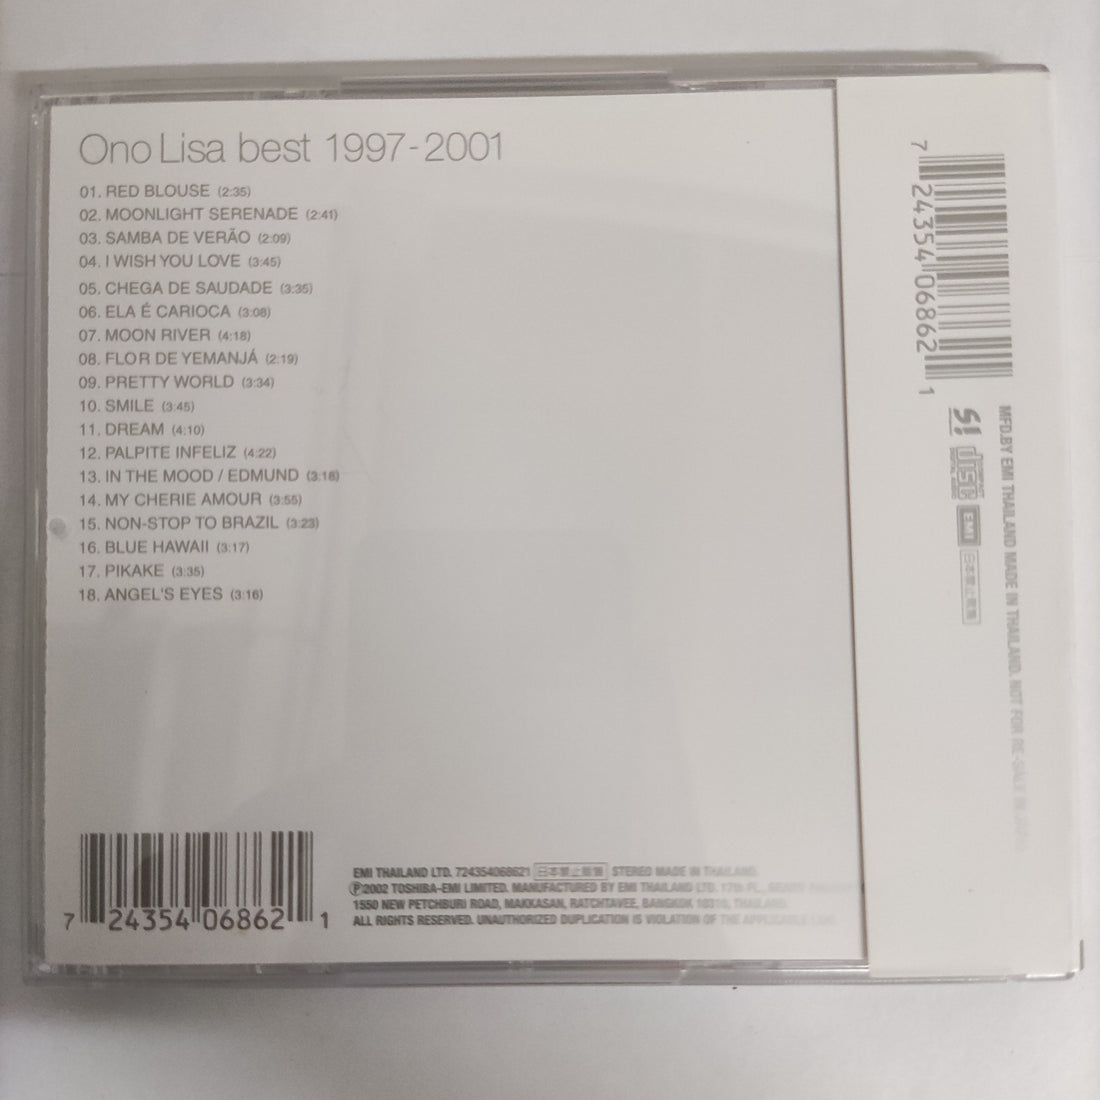 Ono Lisa best 1997-2001
01. RED BLOUSE (2:35)
02. MOONLIGHT SERENADE (2:41)
03. SAMBA DE VERÃO (2:09)
04. I WISH YOU LOVE (3:45)
05. CHEGA DE SAUDADE (3:35)
06. ELA É CARIOCA (3:08)
07. MOON RIVER (4:18)
08. FLOR DE YEMANJÁ (2:19)
09. PRETTY WORLD (3:34)
10. SMILE (3:45)
11. DREAM (4:10)
12. PALPITE INFELIZ (4:22)
13. IN THE MOOD / EDMUND (3:18)
14. MY CHERIE AMOUR (3:55)
15. NON-STOP TO BRAZIL (3:23)
16. BLUE HAWAII (3:17)
17. PIKAKE (3:35)
18. ANGEL'S EYES (3:16)
7 24354 06862 1
EMI THAILAND LTD. 724354068621 日本禁止販售 STEREO MADE IN THAILAND.
℗2002 TOSHIBA-EMI LIMITED. MANUFACTURED BY EMI THAILAND LTD. 17th FL.,
1550 NEW PETCHBURI ROAD, MAKKASAN, RATCHTAVEE, BANGKOK 10310, THAILAND.
ALL RIGHTS RESERVED. UNAUTHORIZED DUPLICATION IS VIOLATION OF THE APPLICABLE
7 24354 06862 1
S!
COMPACT
disc
DIGITAL AUDIO
EMI
日本禁止販售
MFD.BY EMI THAILAND MADE IN THAILAND. NOT FOR RE-SALE IN